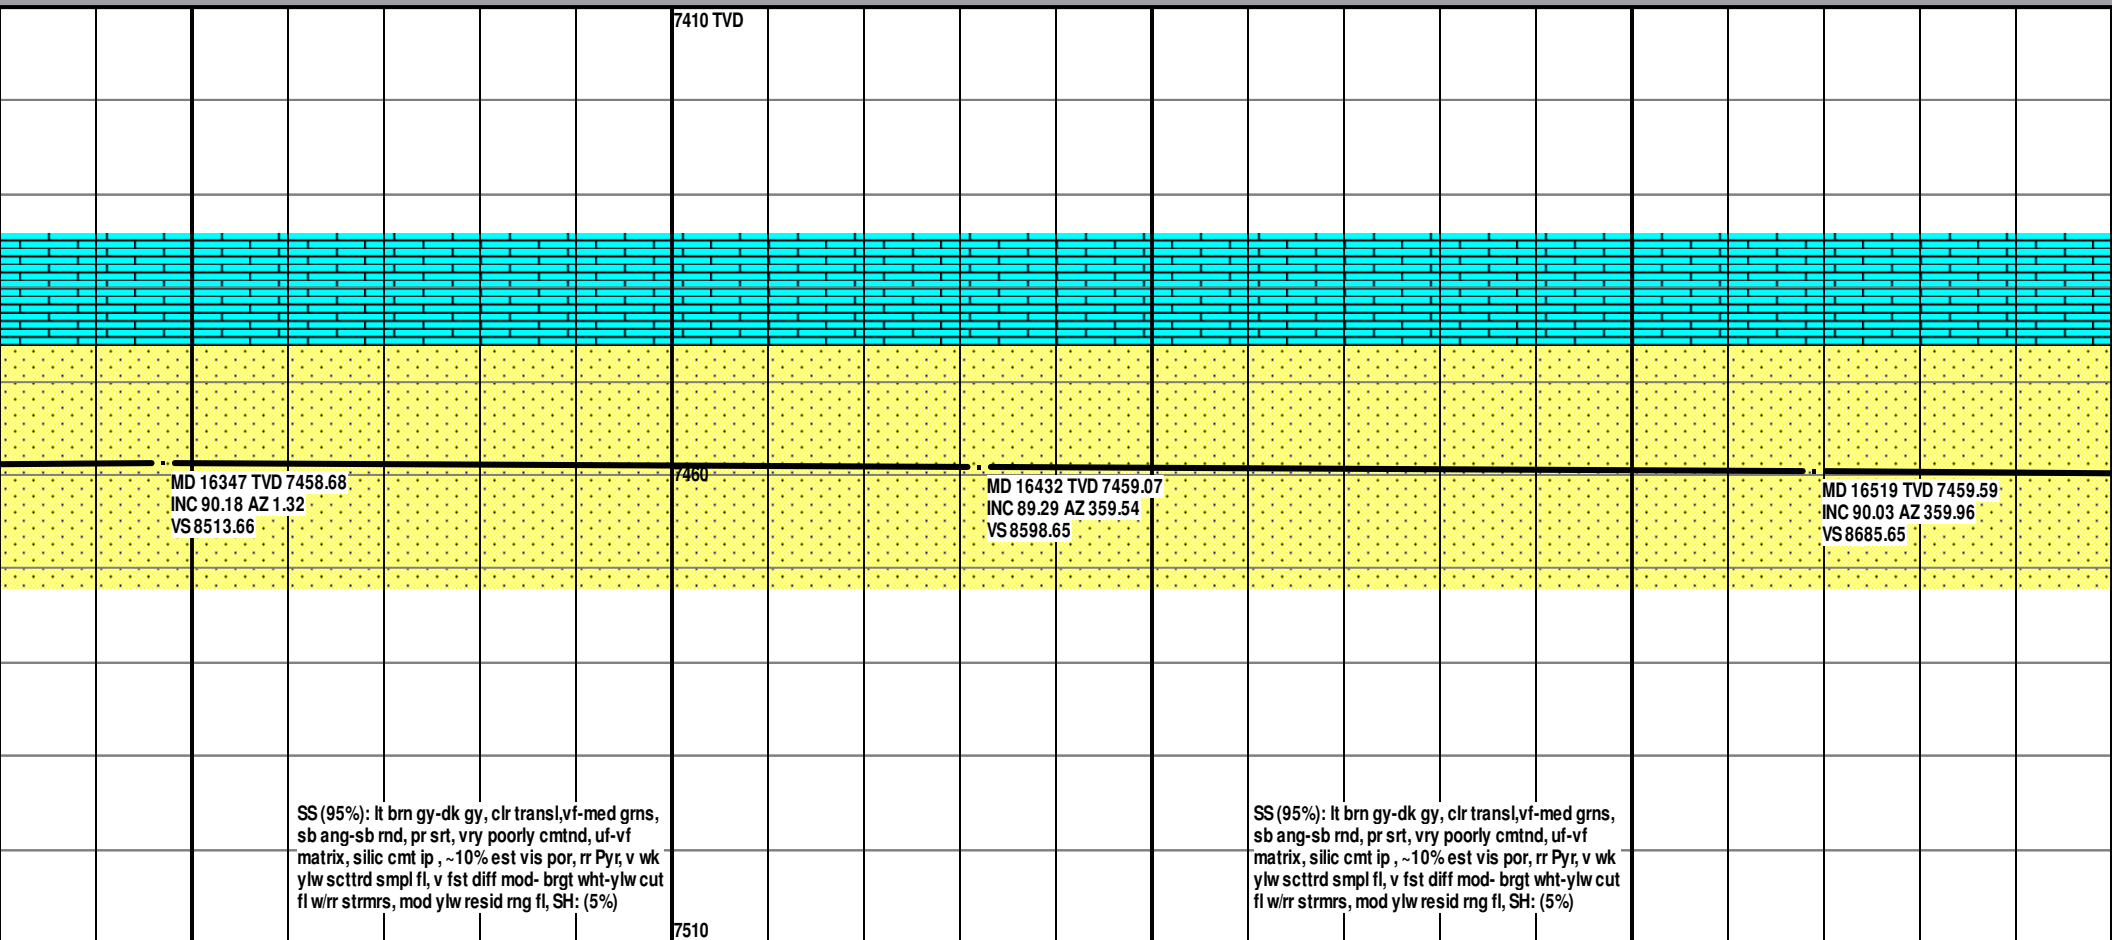 7410 TVD
7460
MD 16347 TVD 7458.68
INC 90.18 AZ 1.32
VS 8513.66
MD 16432 TVD 7459.07
INC 89.29 AZ 359.54
VS 8598.65
MD 16519 TVD 7459.59
INC 90.03 AZ 359.96
VS 8685.65
SS (95%): lt brn gy-dk gy, clr transl,vf-med grns,
sb ang-sb rnd, pr srt, vry poorly cmtnd, uf-vf
matrix, silic cmt ip , ~10% est vis por, rr Pyr, v wk
ylw scttrd smpl fl, v fst diff mod- brgt wht-ylw cut
fl w/rr strmrs, mod ylw resid rng fl, SH: (5%)
SS (95%): lt brn gy-dk gy, clr transl,vf-med grns,
sb ang-sb rnd, pr srt, vry poorly cmtnd, uf-vf
matrix, silic cmt ip , ~10% est vis por, rr Pyr, v wk
ylw scttrd smpl fl, v fst diff mod- brgt wht-ylw cut
fl w/rr strmrs, mod ylw resid rng fl, SH: (5%)
7510